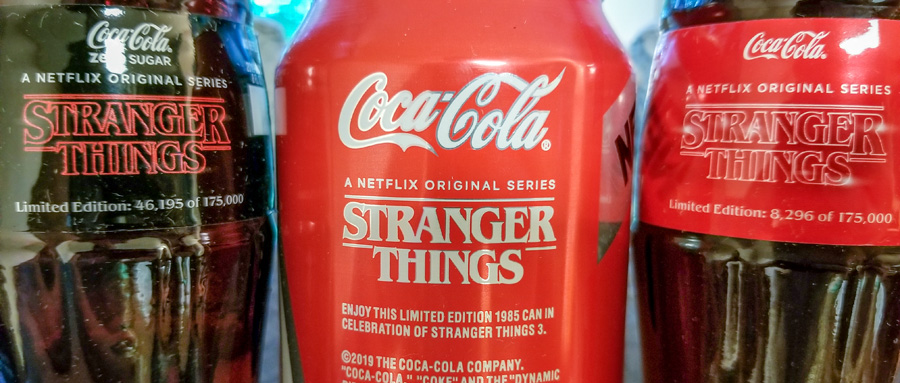 Coca-Cola
ZERO SUGAR
A NETFLIX ORIGINAL SERIES
STRANGER
THINGS
Limited Edition: 46,195 of 175,000
Coca-Cola®
A NETFLIX ORIGINAL SERIES
STRANGER
THINGS
ENJOY THIS LIMITED EDITION 1985 CAN IN
CELEBRATION OF STRANGER THINGS 3.
©2019 THE COCA-COLA COMPANY.
"COCA-COLA," "COKE" AND THE "DYNAMIC
Coca-Cola
A NETFLIX ORIGINAL SERIES
STRANGER
THINGS
Limited Edition: 8,296 of 175,000